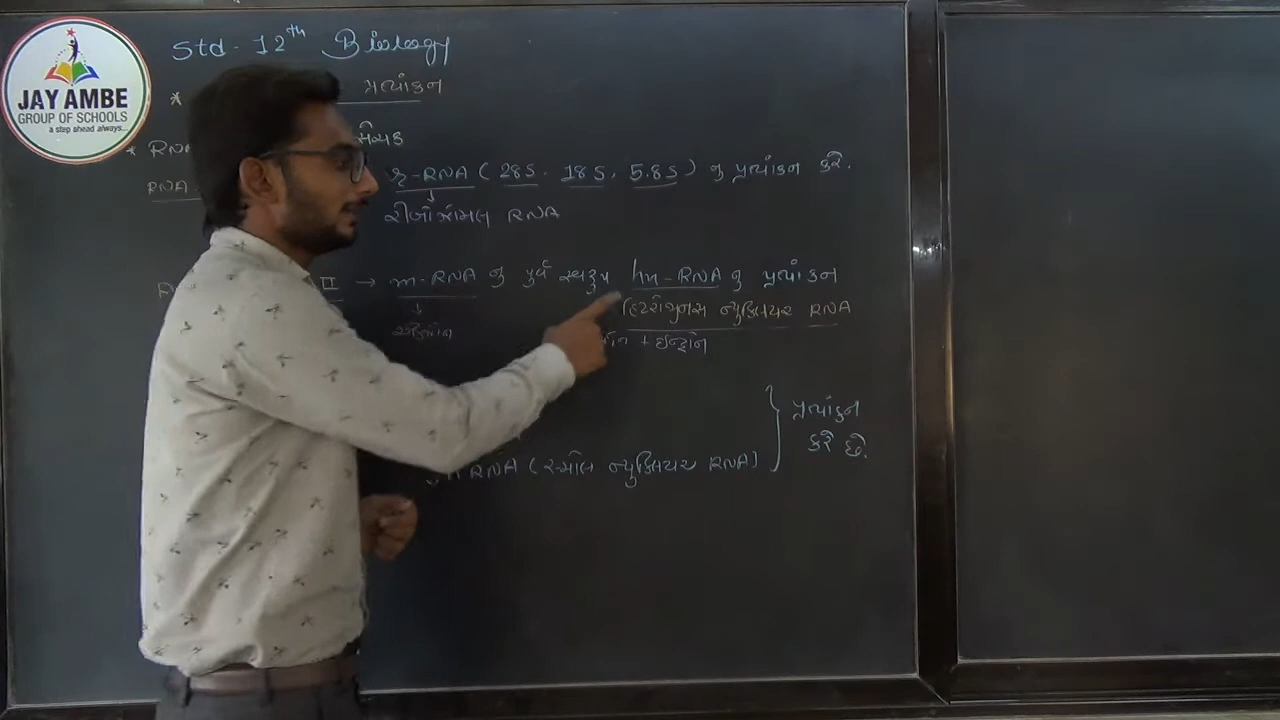 JAY AMBE
GROUP OF SCHOOLS
a step ahead always...
Std - 12th Biology
* પ્રત્યાંકન
* RNA
RNA r-RNA ( 28S, 18S, 5.8S ) નુ પ્રત્યાંકન કરે.
રીબોઝોમલ RNA
II → m-RNA નુ પુર્વ સ્વરૂપ hn-RNA નુ પ્રત્યાંકન
હિટરોજીનસ ન્યુક્લિયર RNA
+ ઈન્ટ્રોન
પ્રત્યાંકન
કરે છે.
RNA (સ્મોલ ન્યુક્લિયર RNA)